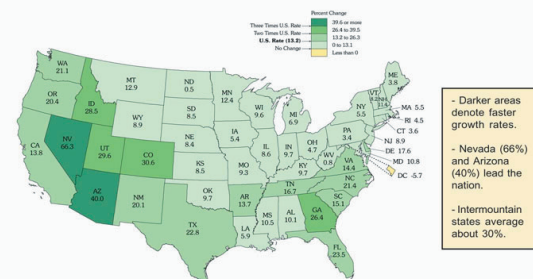 Percent Change
Three Times U.S. Rate
39.6 or more
Two Times U.S. Rate
26.4 to 39.5
U.S. Rate (13.2)
13.2 to 26.3
No Change
0 to 13.1
Less than 0
WA
21.1
OR
20.4
CA
13.8
ID
28.5
NV
66.3
UT
29.6
AZ
40.0
MT
12.9
WY
8.9
CO
30.6
NM
20.1
ND
0.5
SD
8.5
NE
8.4
KS
8.5
OK
9.7
TX
22.8
MN
12.4
IA
5.4
MO
9.3
AR
13.7
LA
5.9
WI
9.6
IL
8.6
MS
10.5
MI
6.9
IN
9.7
KY
9.7
TN
16.7
AL
10.1
OH
4.7
WV
0.8
GA
26.4
FL
23.5
SC
15.1
NC
21.4
VA
14.4
PA
3.4
NY
5.5
VT
ME
3.8
MA 5.5
RI 4.5
CT 3.6
NJ 8.9
DE 17.6
MD 10.8
DC -5.7
- Darker areas
denote faster
growth rates.
- Nevada (66%)
and Arizona
(40%) lead the
nation.
- Intermountain
states average
about 30%.